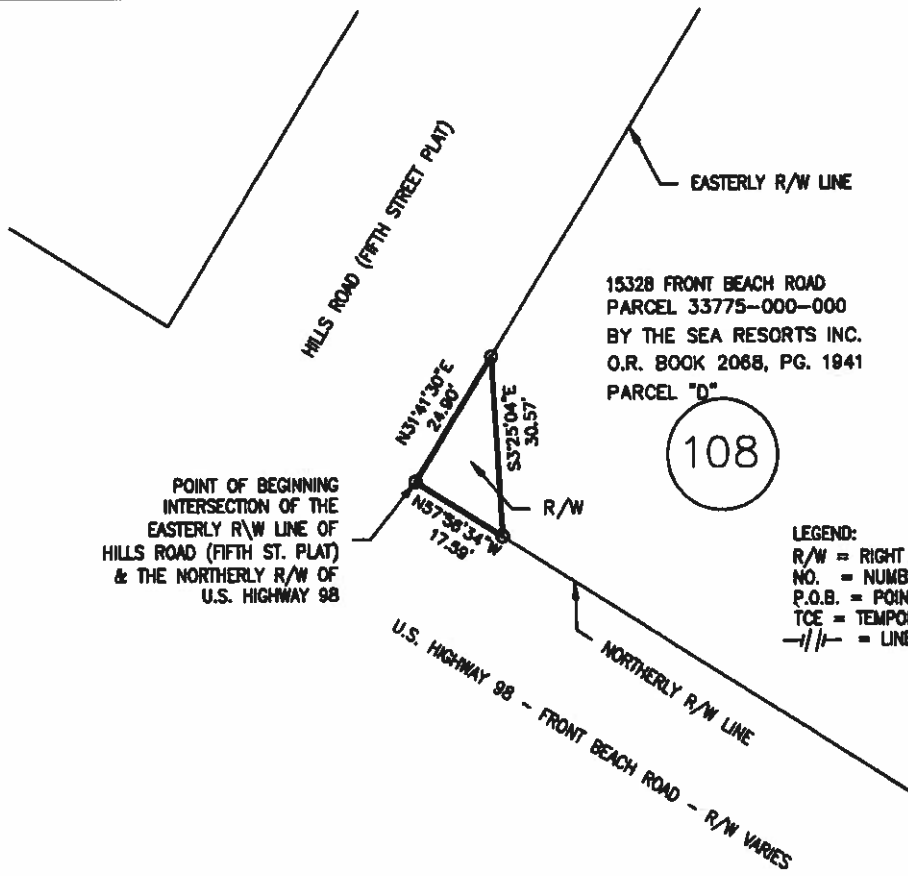 HILLS ROAD (FIFTH STREET PLAT)
EASTERLY R/W LINE
15328 FRONT BEACH ROAD
PARCEL 33775-000-000
BY THE SEA RESORTS INC.
O.R. BOOK 2068, PG. 1941
PARCEL "D"
108
N31°41'30"E
24.90'
S3°25'04"E
30.57'
R/W
N57°56'34"W
17.59'
POINT OF BEGINNING
INTERSECTION OF THE
EASTERLY R\W LINE OF
HILLS ROAD (FIFTH ST. PLAT)
& THE NORTHERLY R/W OF
U.S. HIGHWAY 98
LEGEND:
R/W = RIGHT
NO. = NUMB
P.O.B. = POIN
TCE = TEMPO
= LINE
NORTHERLY R/W LINE
U.S. HIGHWAY 98 - FRONT BEACH ROAD - R/W VARIES